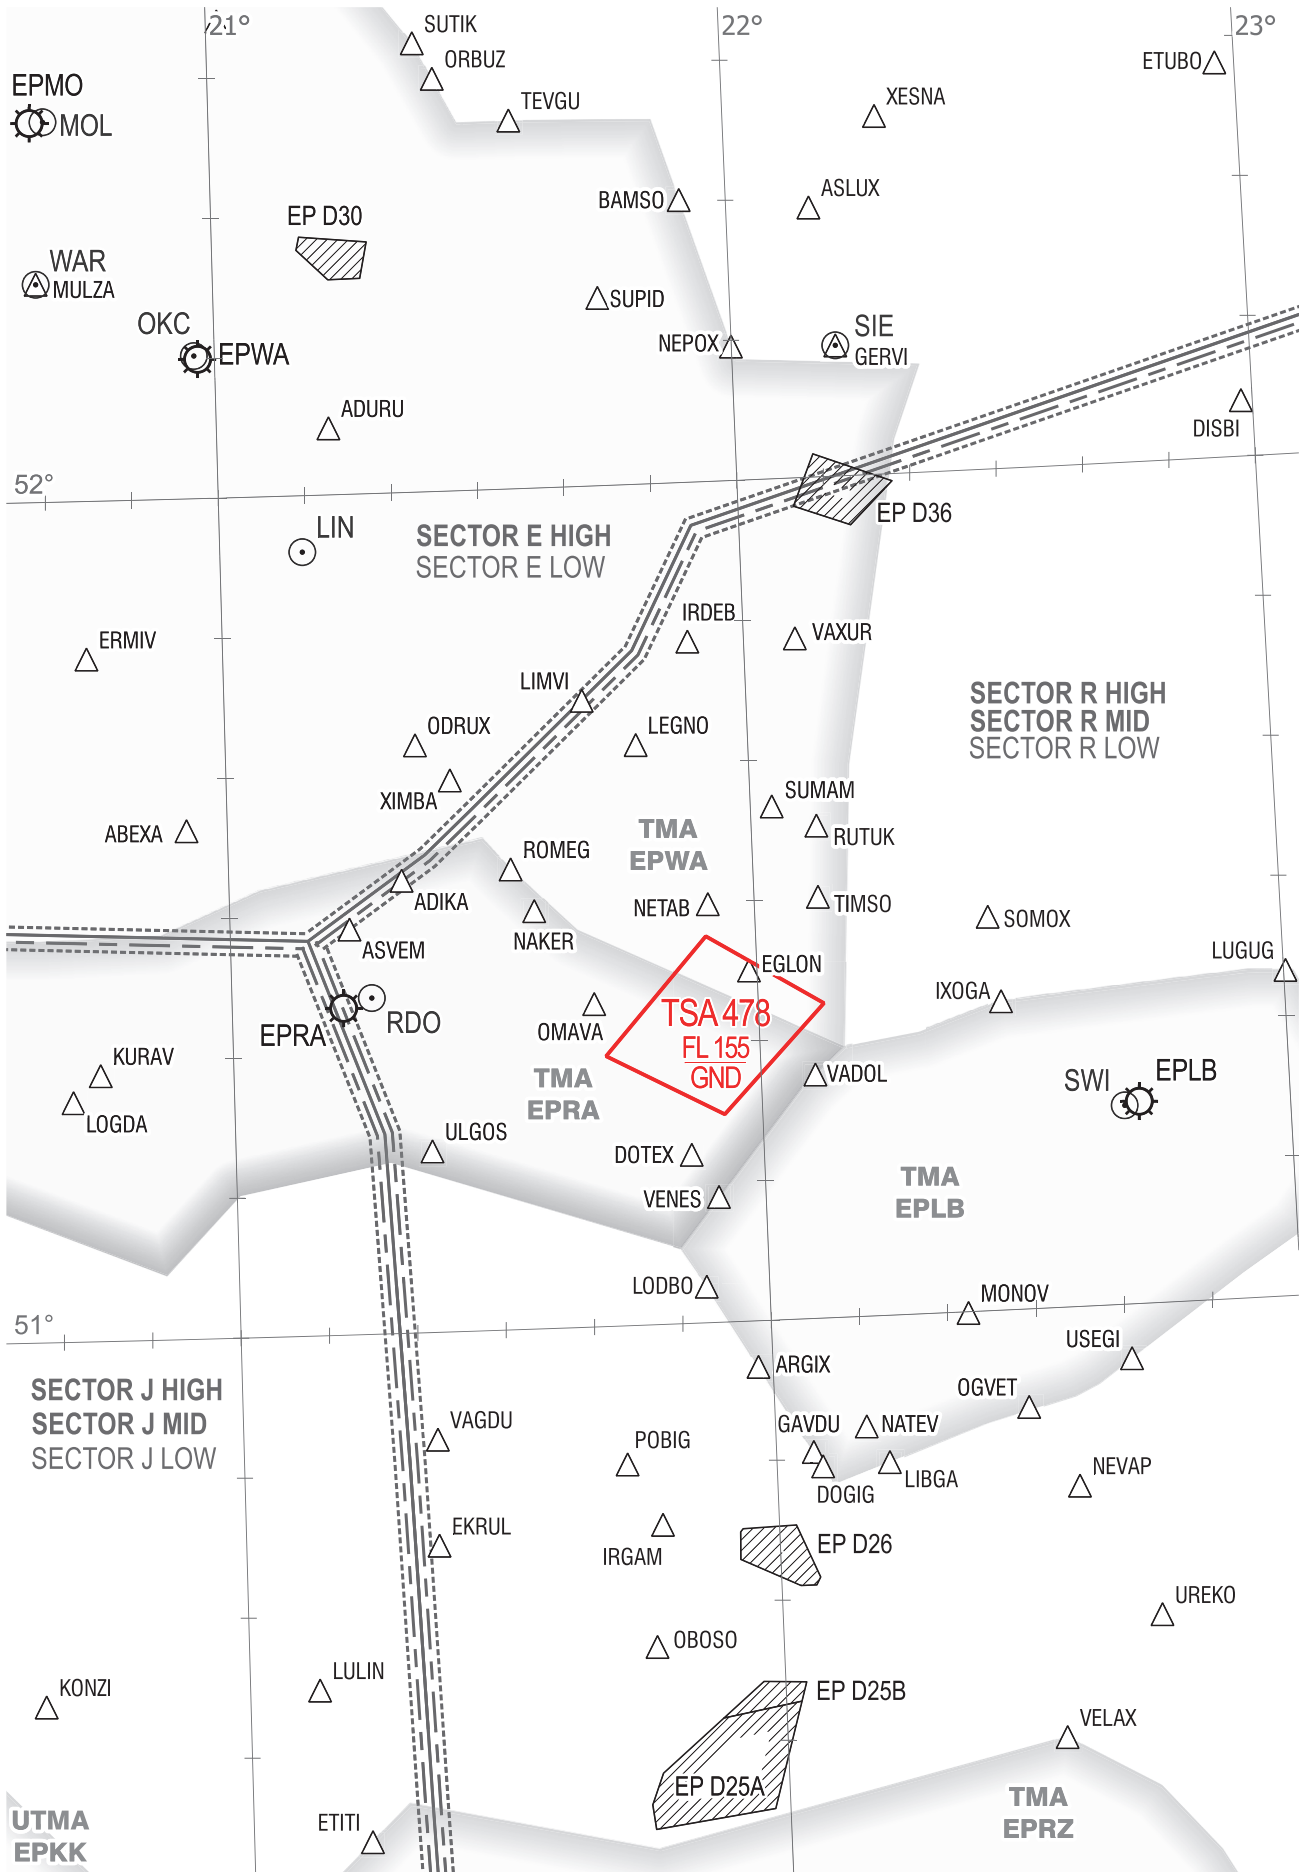 21°
22°
23°
SUTIK
ORBUZ
ETUBO
EPMO
MOL
TEVGU
XESNA
BAMSO
ASLUX
EP D30
WAR
MULZA
SUPID
OKC
EPWA
NEPOX
SIE
GERVI
ADURU
DISBI
52°
EP D36
LIN
SECTOR E HIGH
SECTOR E LOW
IRDEB
VAXUR
ERMIV
LIMVI
SECTOR R HIGH
SECTOR R MID
SECTOR R LOW
ODRUX
LEGNO
XIMBA
SUMAM
ABEXA
TMA
EPWA
RUTUK
ROMEG
ADIKA
NETAB
TIMSO
NAKER
SOMOX
ASVEM
LUGUG
EGLON
IXOGA
TSA 478
FL 155
GND
OMAVA
EPRA
RDO
KURAV
LOGDA
TMA
EPRA
VADOL
SWI
EPLB
ULGOS
DOTEX
VENES
TMA
EPLB
LODBO
MONOV
51°
USEGI
ARGIX
SECTOR J HIGH
SECTOR J MID
SECTOR J LOW
OGVET
VAGDU
GAVDU
NATEV
POBIG
NEVAP
LIBGA
DOGIG
EKRUL
IRGAM
EP D26
UREKO
OBOSO
LULIN
KONZI
EP D25B
VELAX
EP D25A
TMA
EPRZ
UTMA
EPKK
ETITI